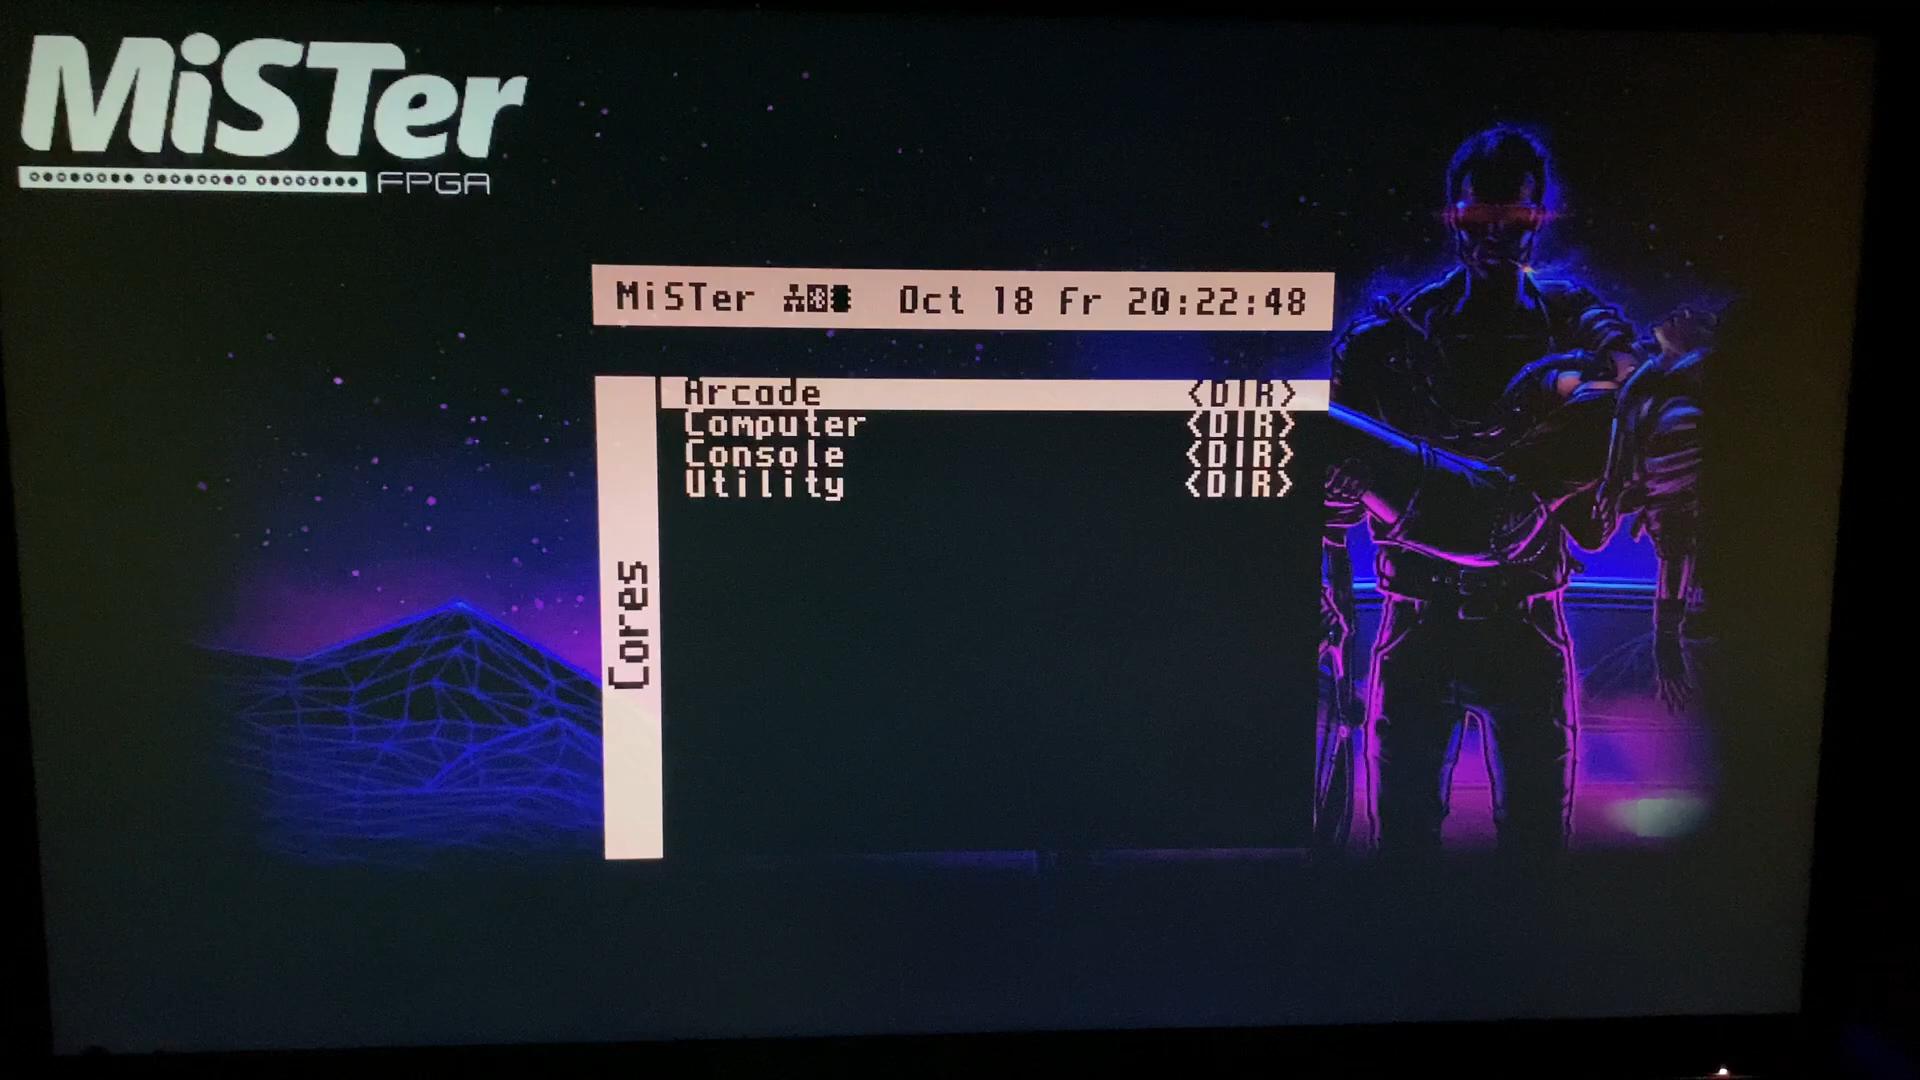 MiSTer
FPGA
MiSTer Oct 18 Fr 20:22:48
Arcade <DIR>
Computer <DIR>
Console <DIR>
Utility <DIR>
Cores